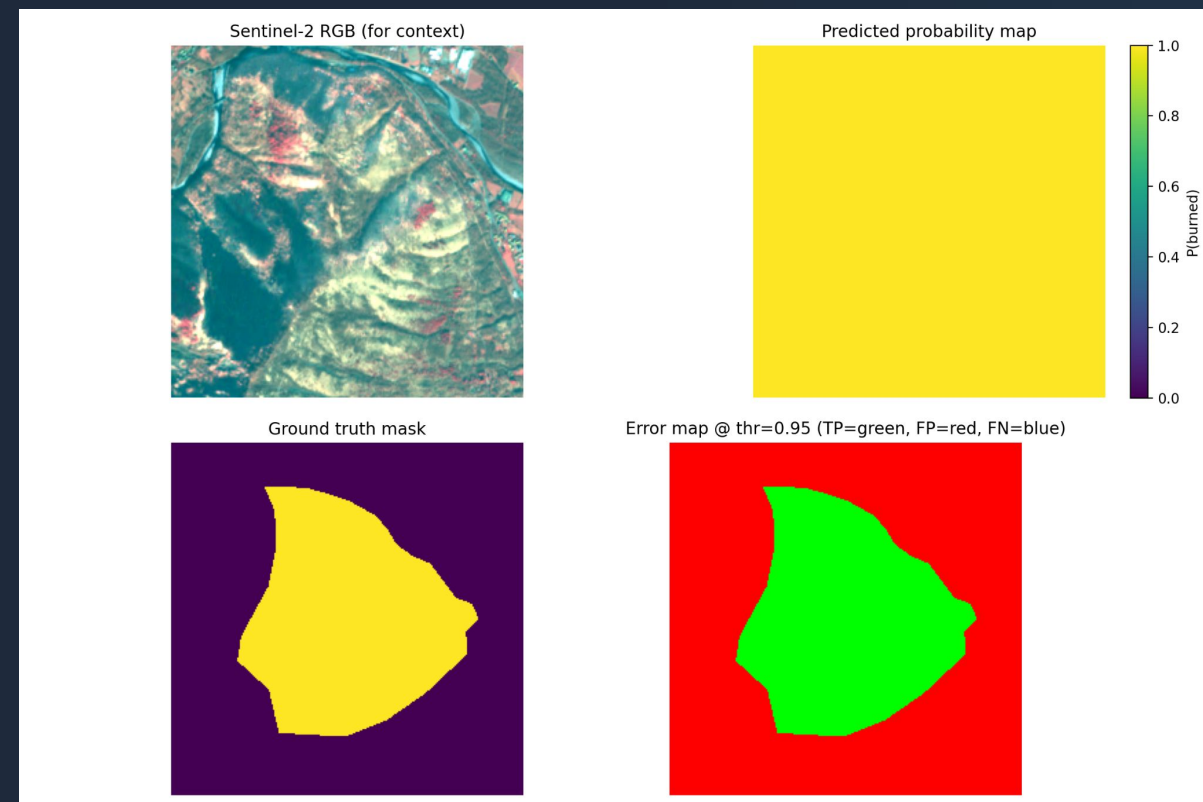 Sentinel-2 RGB (for context)
Predicted probability map
1.0
0.8
0.6
0.4
0.2
0.0
P(burned)
Ground truth mask
Error map @ thr=0.95 (TP=green, FP=red, FN=blue)